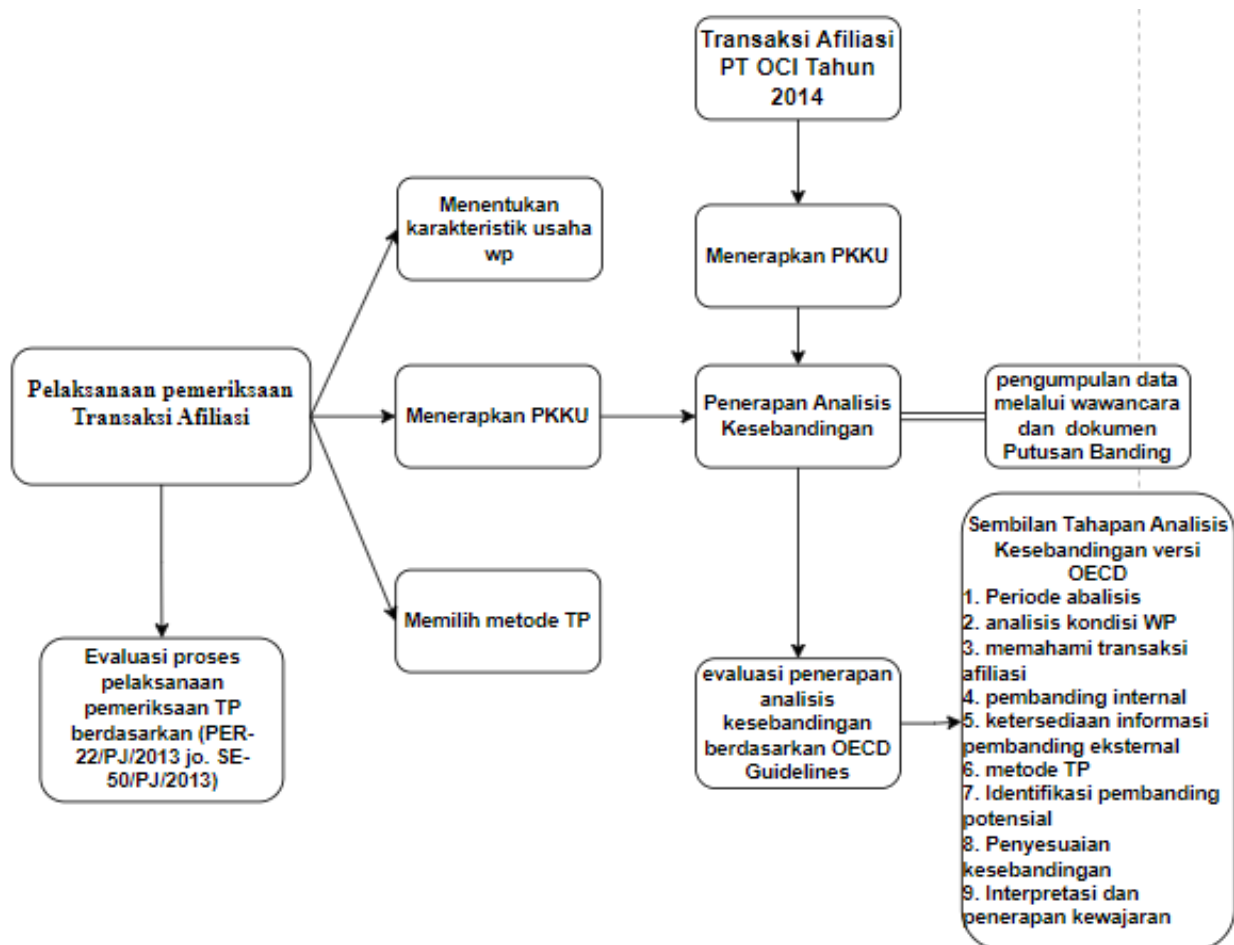 Transaksi Afiliasi
PT OCI Tahun
2014
Menentukan
karakteristik usaha
wp
Menerapkan PKKU
Pelaksanaan pemeriksaan
Transaksi Afiliasi
Menerapkan PKKU
Penerapan Analisis
Kesebandingan
pengumpulan data
melalui wawancara
dan dokumen
Putusan Banding
Memilih metode TP
Evaluasi proses
pelaksanaan
pemeriksaan TP
berdasarkan (PER-
22/PJ/2013 jo. SE-
50/PJ/2013)
evaluasi penerapan
analisis
kesebandingan
berdasarkan OECD
Guidelines
Sembilan Tahapan Analisis
Kesebandingan versi
OECD
1. Periode abalisis
2. analisis kondisi WP
3. memahami transaksi
afiliasi
4. pembanding internal
5. ketersediaan informasi
pembanding eksternal
6. metode TP
7. Identifikasi pembanding
potensial
8. Penyesuaian
kesebandingan
9. Interpretasi dan
penerapan kewajaran